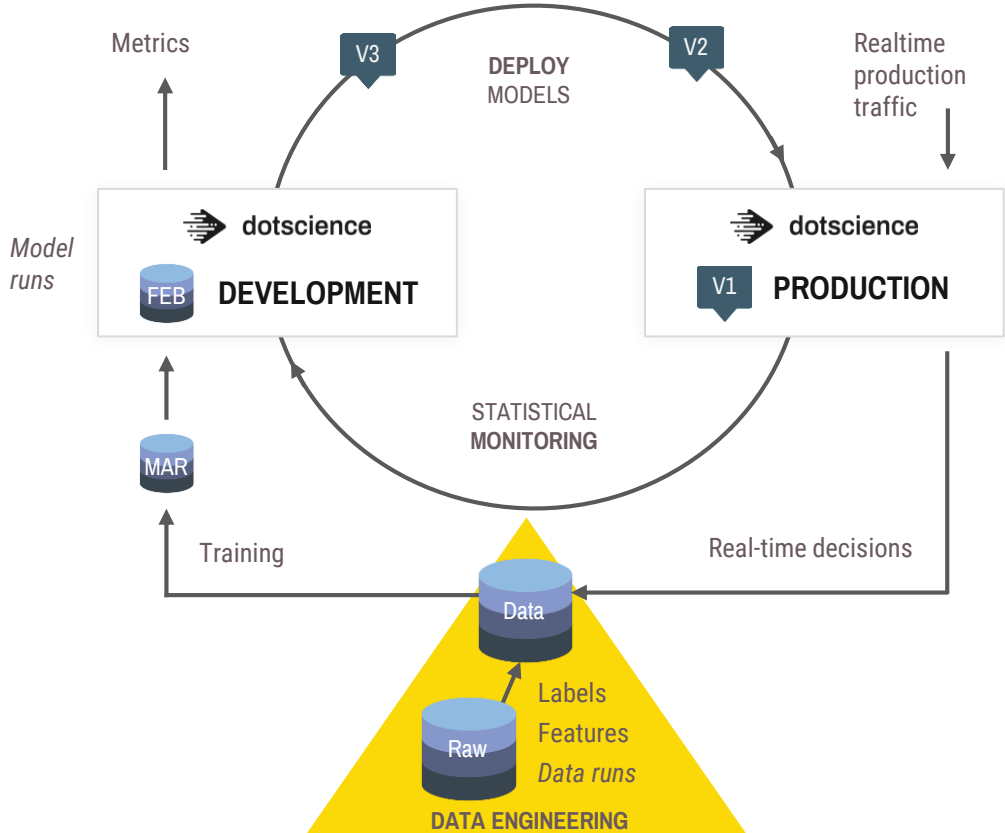 Metrics
V3
V2
DEPLOY
MODELS
Realtime
production
traffic
Model
runs
dotscience
FEB
DEVELOPMENT
dotscience
V1
PRODUCTION
STATISTICAL
MONITORING
MAR
Training
Real-time decisions
Data
Labels
Features
Data runs
Raw
DATA ENGINEERING